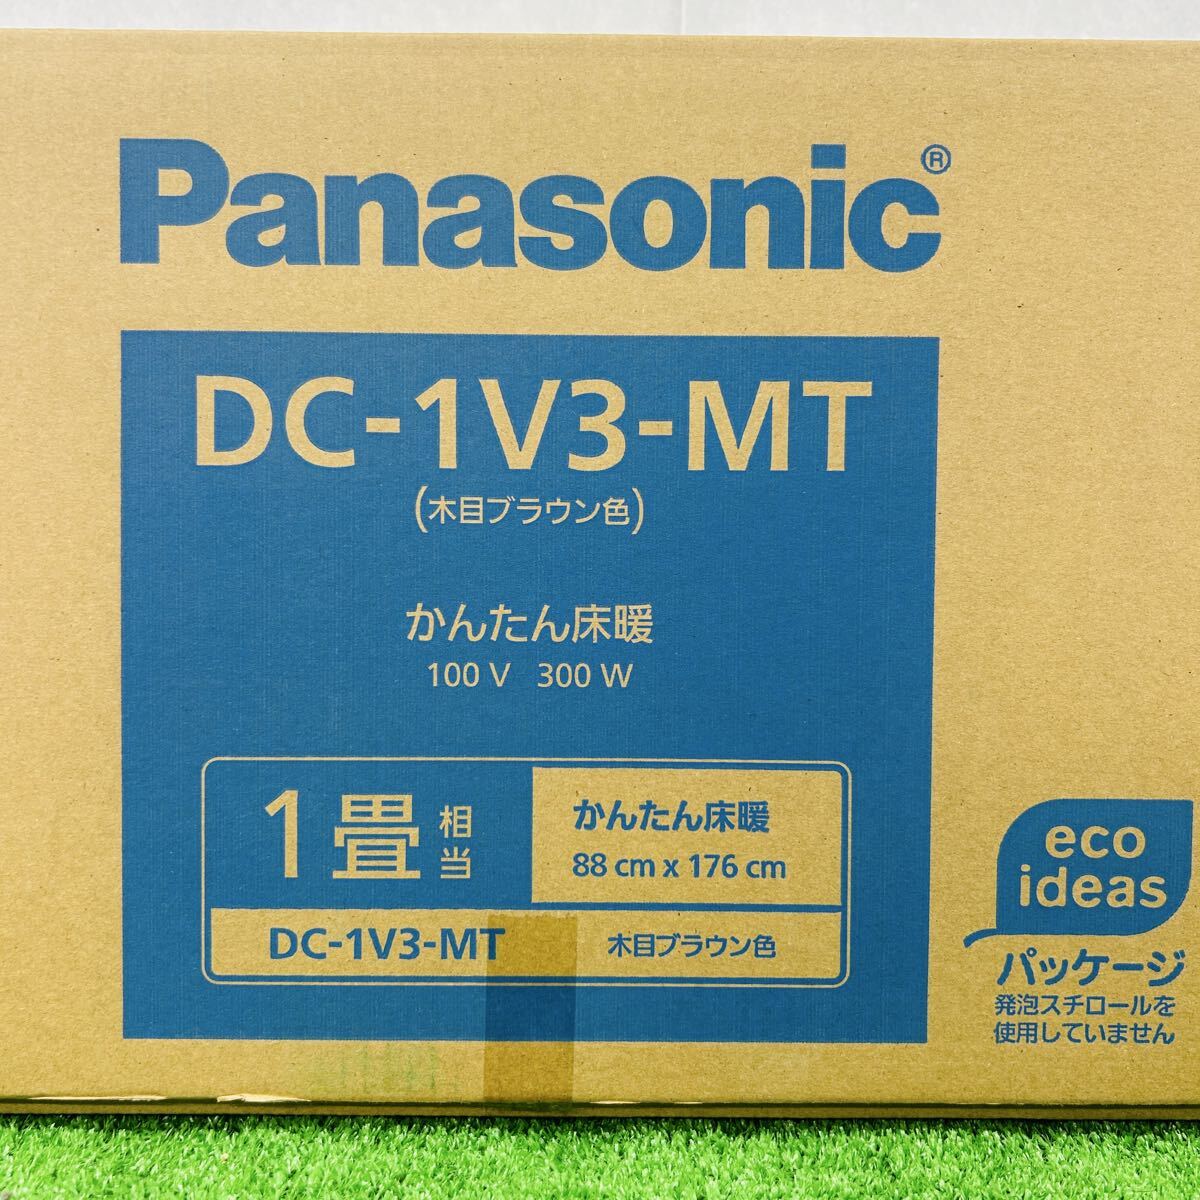 Panasonic®
DC-1V3-MT
(木目ブラウン色)
かんたん床暖
100 V 300 W
1畳相当
かんたん床暖
88 cm x 176 cm
DC-1V3-MT
木目ブラウン色
eco
ideas
パッケージ
発泡スチロールを
使用していません